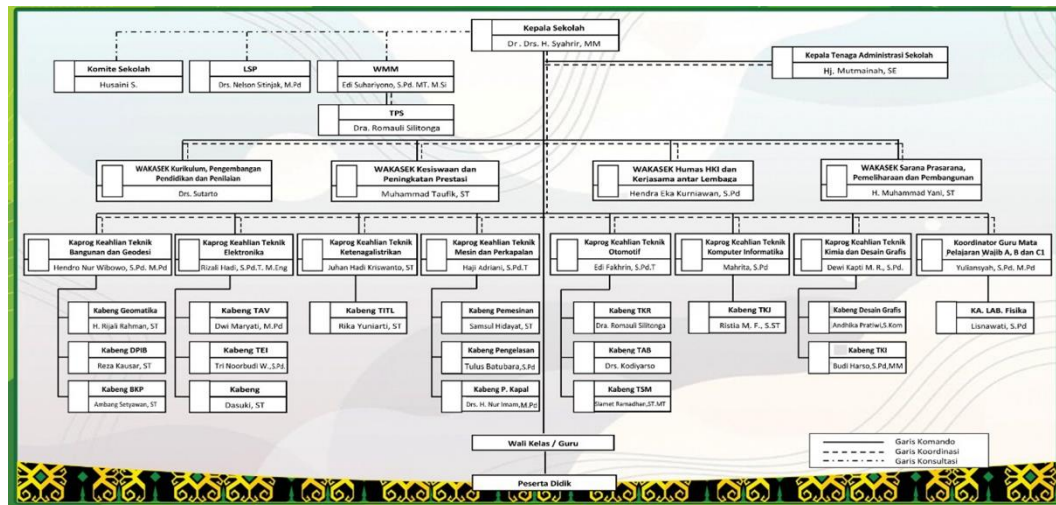 Kepala Sekolah
Dr . Drs. H. Syahrir, MM
Kepala Tenaga Administrasi Sekolah
Hj. Mutmainah, SE
Komite Sekolah
Husaini S.
LSP
Drs. Nelson Sitinjak, M.Pd
WMM
Edi Suhariyono, S.Pd. MT. M.Si
TPS
Dra. Romauli Silitonga
WAKASEK Kurikulum, Pengembangan
Pendidikan dan Penilaian
Drs. Sutarto
WAKASEK Kesiswaan dan
Peningkatan Prestasi
Muhammad Taufik, ST
WAKASEK Humas HKI dan
Kerjasama antar Lembaga
Hendra Eka Kurniawan, S.Pd
WAKASEK Sarana Prasarana,
Pemeliharaan dan Pembangunan
H. Muhammad Yani, ST
Kaprog Keahlian Teknik
Bangunan dan Geodesi
Hendro Nur Wibowo, S.Pd. M.Pd
Kaprog Keahlian Teknik
Elektronika
Rizali Hadi, S.Pd.T. M.Eng
Kaprog Keahlian Teknik
Ketenagalistrikan
Juhan Hadi Kriswanto, ST
Kaprog Keahlian Teknik
Mesin dan Perkapalan
Haji Adriani, S.Pd.T
Kaprog Keahlian Teknik
Otomotif
Edi Fakhrin, S.Pd.T
Kaprog Keahlian Teknik
Komputer Informatika
Mahrita, S.Pd
Kaprog Keahlian Teknik
Kimia dan Desain Grafis
Dewi Kapti M. R., S.Pd.
Koordinator Guru Mata
Pelajaran Wajib A, B dan C1
Yuliansyah, S.Pd. M.Pd
Kabeng Geomatika
H. Rijali Rahman, ST
Kabeng DPIB
Reza Kausar, ST
Kabeng BKP
Ambang Setyawan, ST
Kabeng TAV
Dwi Maryati, M.Pd
Kabeng TEI
Tri Noorbudi W.,S.Pd.
Kabeng
Dasuki, ST
Kabeng TITL
Rika Yuniarti, ST
Kabeng Pemesinan
Samsul Hidayat, ST
Kabeng Pengelasan
Tulus Batubara,S.Pd
Kabeng P. Kapal
Drs. H. Nur Imam,M.Pd
Kabeng TKR
Dra. Romauli Silitonga
Kabeng TAB
Drs. Kodiyarso
Kabeng TSM
Slamet Ramadhan,ST.MT
Kabeng TKJ
Ristia M, F., S.ST
Kabeng Desain Grafis
Andhika Pratiwi,S.Kom
Kabeng TKI
Budi Harso,S.Pd,MM
KA. LAB. Fisika
Lisnawati, S.Pd
Wali Kelas / Guru
Peserta Didik
Garis Komando
Garis Koordinasi
Garis Konsultasi